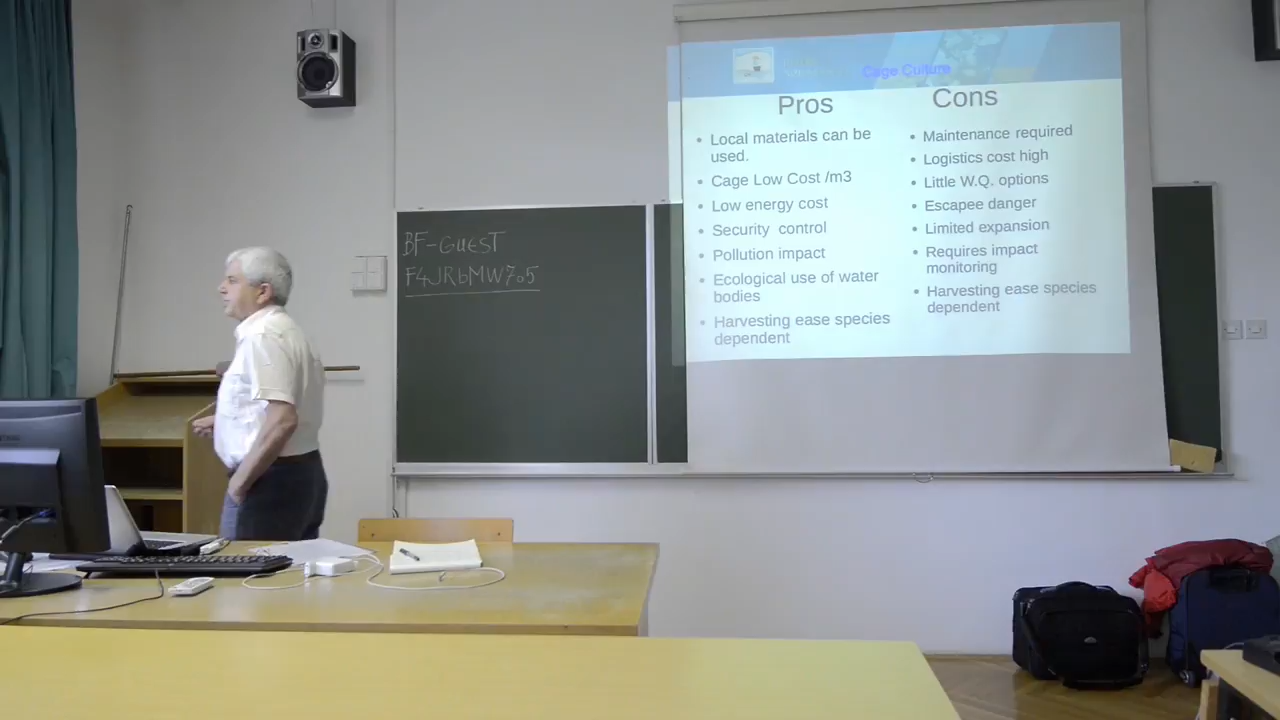 Cage Culture
Pros
• Local materials can be
used.
• Cage Low Cost /m3
• Low energy cost
• Security control
• Pollution impact
• Ecological use of water
bodies
• Harvesting ease species
dependent
Cons
• Maintenance required
• Logistics cost high
• Little W.Q. options
• Escapee danger
• Limited expansion
• Requires impact
monitoring
• Harvesting ease species
dependent
BF-GUEST
F4JRbMW7o5